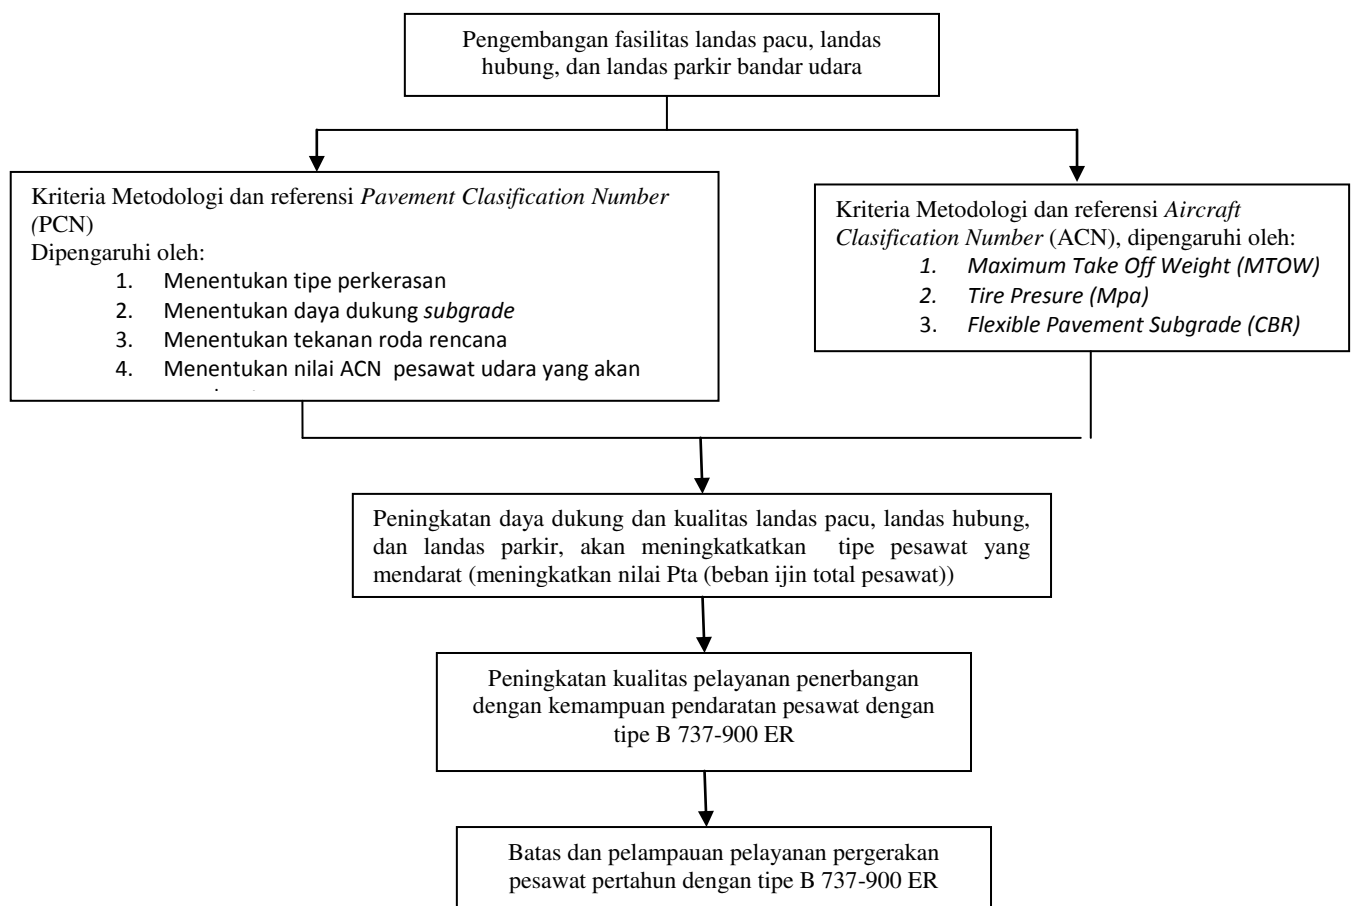 Pengembangan fasilitas landas pacu, landas
hubung, dan landas parkir bandar udara
Kriteria Metodologi dan referensi Pavement Clasification Number
(PCN)
Dipengaruhi oleh:
1. Menentukan tipe perkerasan
2. Menentukan daya dukung subgrade
3. Menentukan tekanan roda rencana
4. Menentukan nilai ACN pesawat udara yang akan
Kriteria Metodologi dan referensi Aircraft
Clasification Number (ACN), dipengaruhi oleh:
1. Maximum Take Off Weight (MTOW)
2. Tire Presure (Mpa)
3. Flexible Pavement Subgrade (CBR)
Peningkatan daya dukung dan kualitas landas pacu, landas hubung,
dan landas parkir, akan meningkatkatkan tipe pesawat yang
mendarat (meningkatkan nilai Pta (beban ijin total pesawat))
Peningkatan kualitas pelayanan penerbangan
dengan kemampuan pendaratan pesawat dengan
tipe B 737-900 ER
Batas dan pelampauan pelayanan pergerakan
pesawat pertahun dengan tipe B 737-900 ER